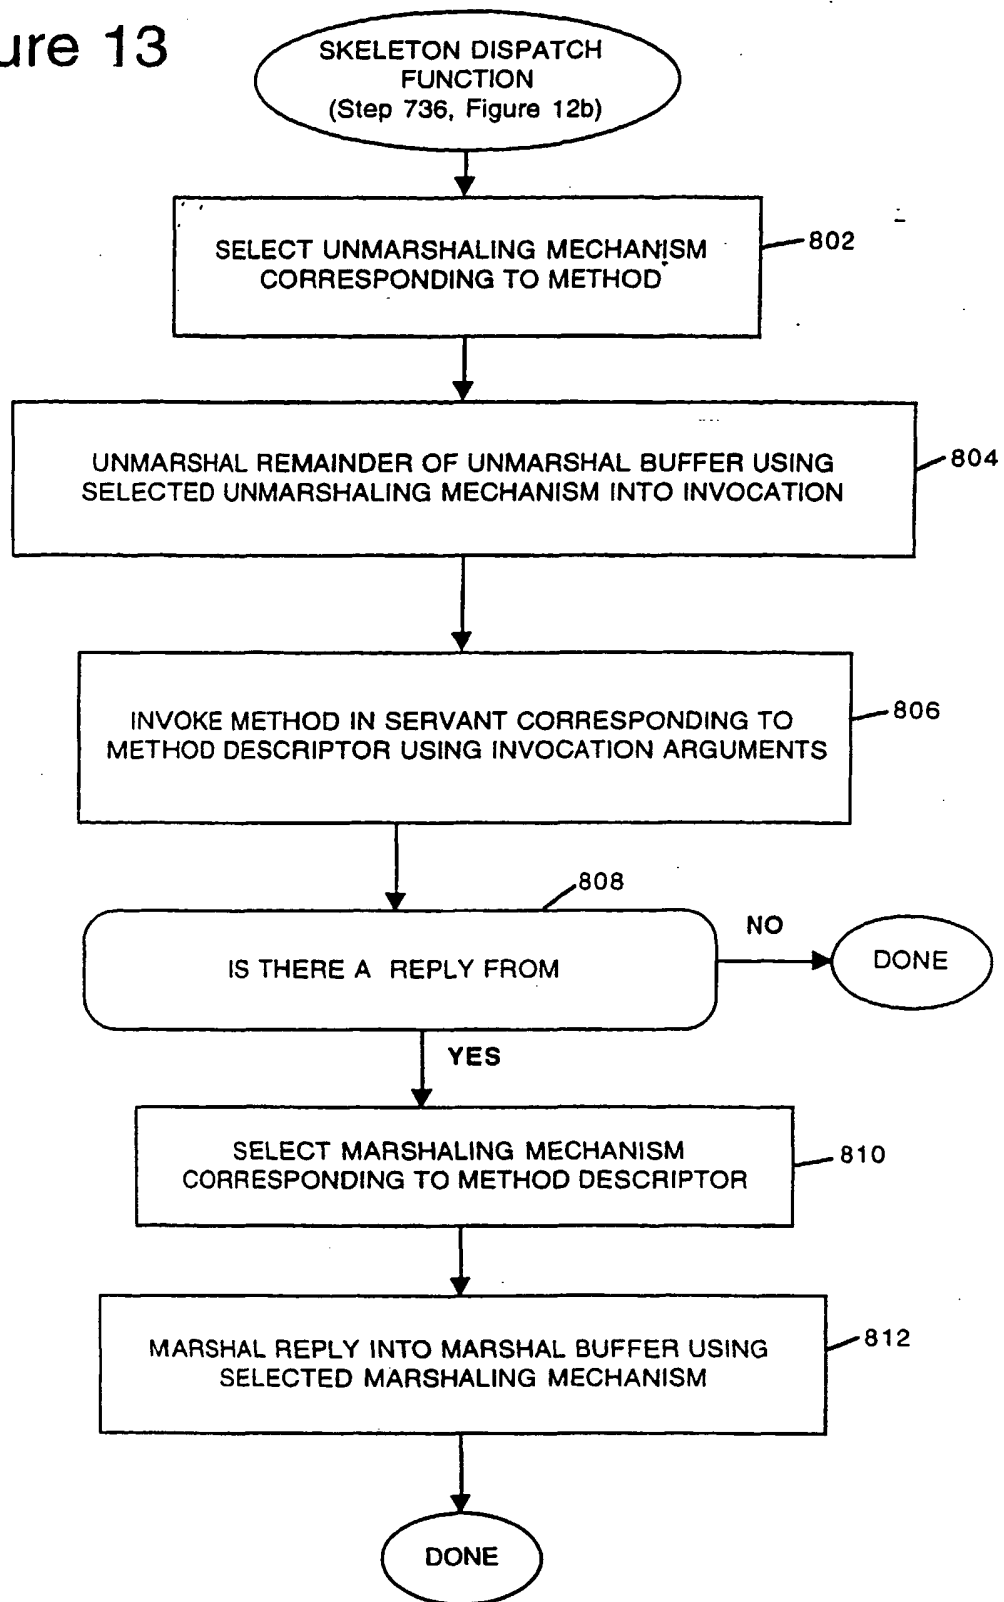 ure 13
SKELETON DISPATCH
FUNCTION
(Step 736, Figure 12b)
SELECT UNMARSHALING MECHANISM
CORRESPONDING TO METHOD
802
UNMARSHAL REMAINDER OF UNMARSHAL BUFFER USING
SELECTED UNMARSHALING MECHANISM INTO INVOCATION
804
INVOKE METHOD IN SERVANT CORRESPONDING TO
METHOD DESCRIPTOR USING INVOCATION ARGUMENTS
806
808
IS THERE A REPLY FROM
NO
DONE
YES
SELECT MARSHALING MECHANISM
CORRESPONDING TO METHOD DESCRIPTOR
810
MARSHAL REPLY INTO MARSHAL BUFFER USING
SELECTED MARSHALING MECHANISM
812
DONE